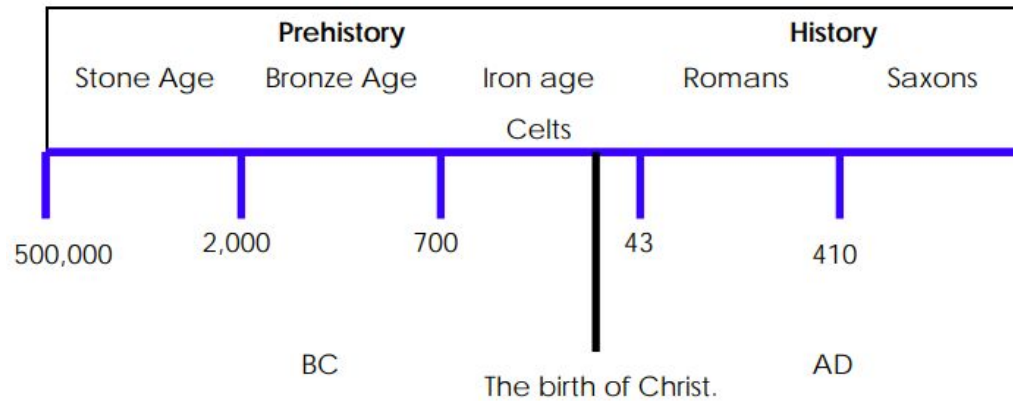 Prehistory History
Stone Age Bronze Age Iron age Romans Saxons
Celts
500,000 2,000 700 43 410
BC AD
The birth of Christ.